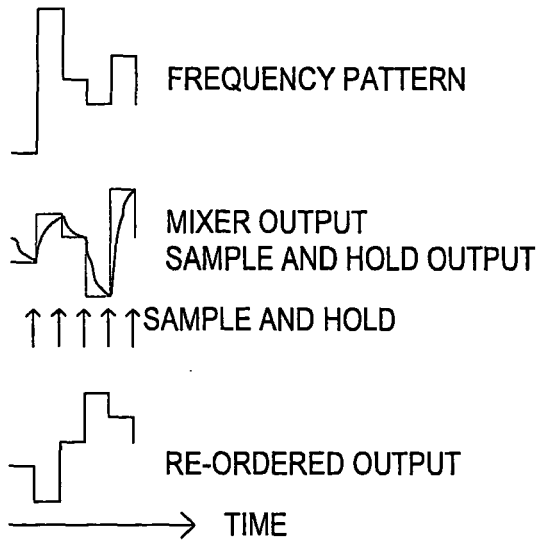 FREQUENCY PATTERN
MIXER OUTPUT
SAMPLE AND HOLD OUTPUT
SAMPLE AND HOLD
RE-ORDERED OUTPUT
TIME